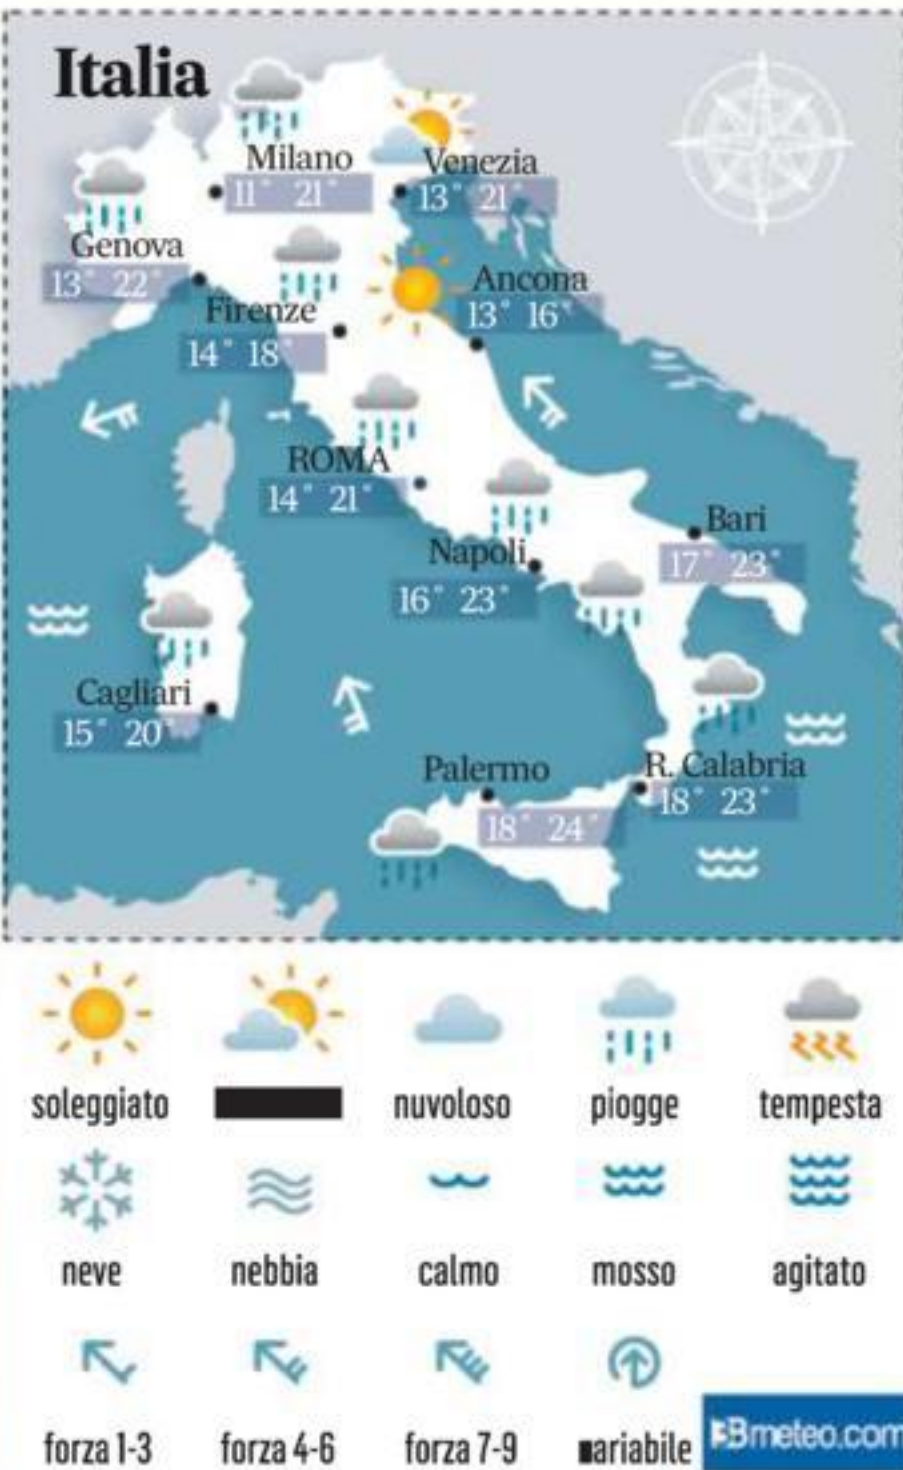 Italia
Milano
11° 21°
Venezia
13° 21°
Genova
13° 22°
Ancona
13° 16°
Firenze
14° 18°
ROMA
14° 21°
Bari
17° 23°
Napoli
16° 23°
Cagliari
15° 20°
Palermo
18° 24°
R. Calabria
18° 23°
soleggiato
nuvoloso
piogge
tempesta
neve
nebbia
calmo
mosso
agitato
forza 1-3
forza 4-6
forza 7-9
ariabile
3Bmeteo.com